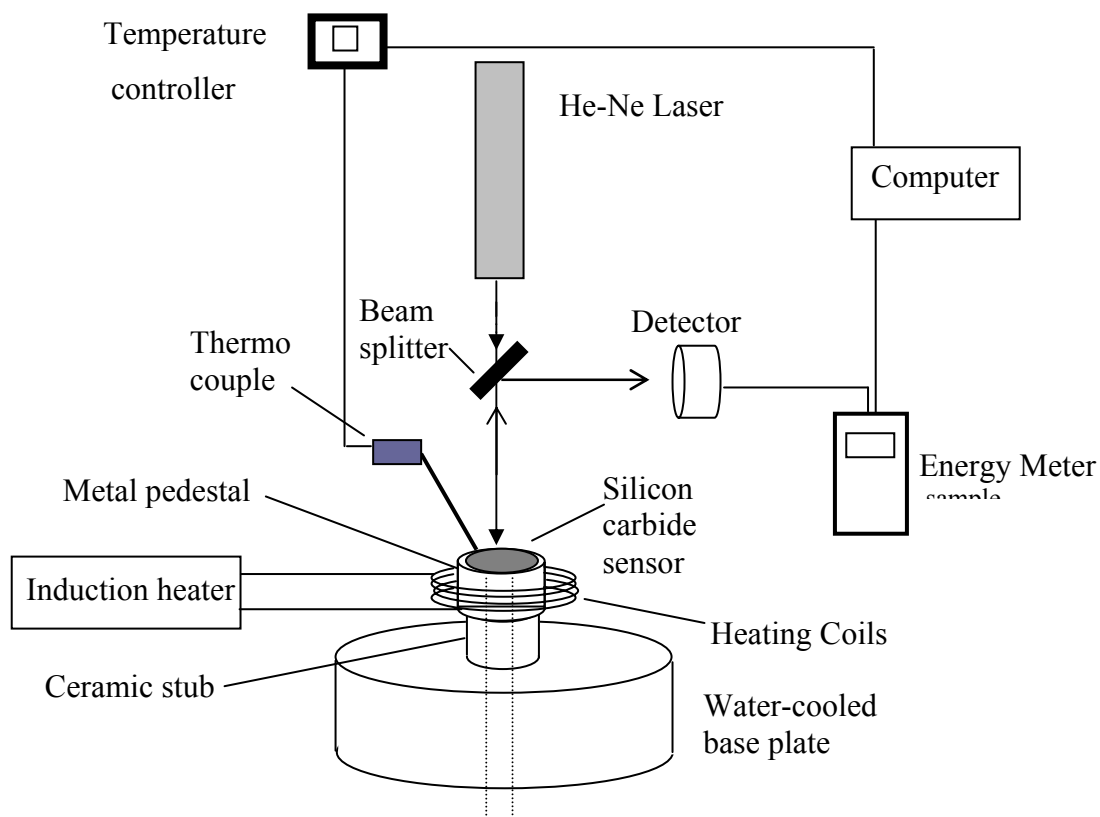 Temperature
controller
He-Ne Laser
Computer
Beam
splitter
Detector
Thermo
couple
Energy Meter
sample
Metal pedestal
Silicon
carbide
sensor
Induction heater
Heating Coils
Ceramic stub
Water-cooled
base plate